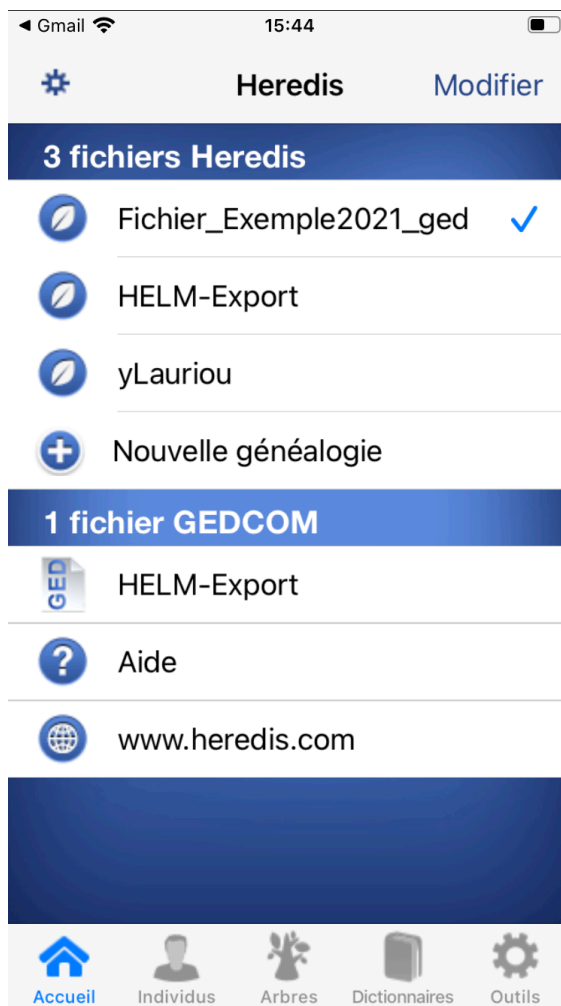 ◀ Gmail 15:44
Heredis Modifier
3 fichiers Heredis
Fichier_Exemple2021_ged
HELM-Export
yLauriou
Nouvelle généalogie
1 fichier GEDCOM
GED HELM-Export
? Aide
www.heredis.com
Accueil Individus Arbres Dictionnaires Outils